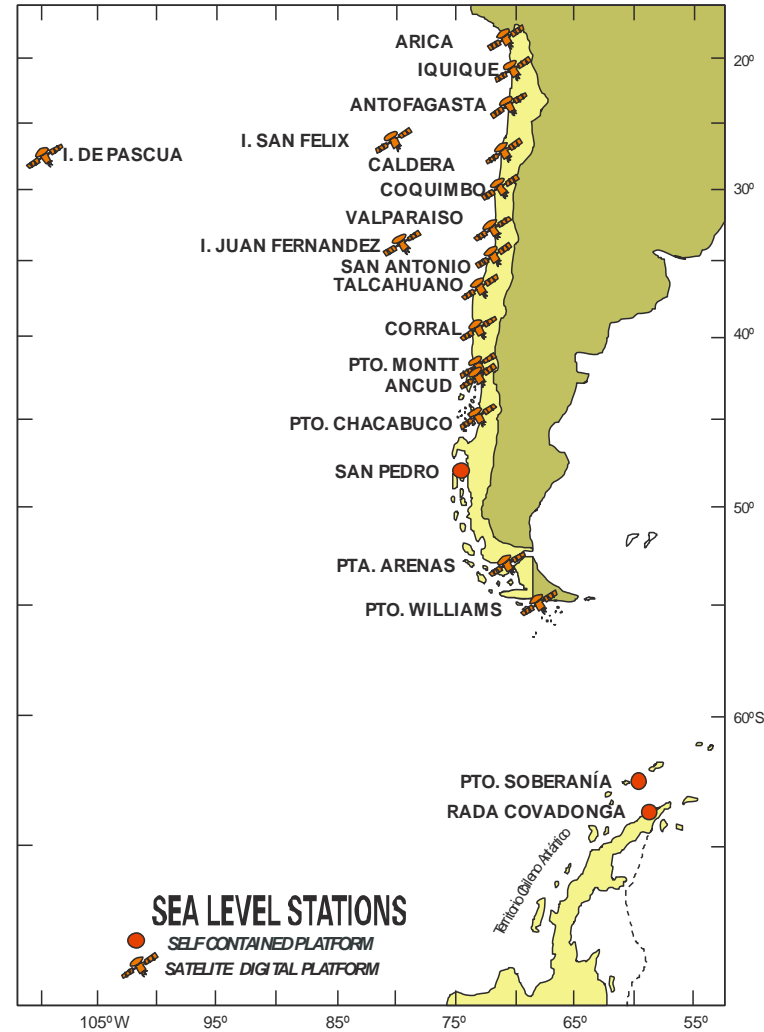 ARICA
20º
IQUIQUE
ANTOFAGASTA
I. SAN FELIX
I. DE PASCUA
CALDERA
COQUIMBO
30º
VALPARAISO
I. JUAN FERNANDEZ
SAN ANTONIO
TALCAHUANO
CORRAL
40º
PTO. MONTT
ANCUD
PTO. CHACABUCO
SAN PEDRO
50º
PTA. ARENAS
PTO. WILLIAMS
60ºS
PTO. SOBERANÍA
RADA COVADONGA
Territorio Chileno Antártico
SEA LEVEL STATIONS
SELF CONTAINED PLATFORM
SATELITE DIGITAL PLATFORM
105ºW
95º
85º
75º
65º
55º